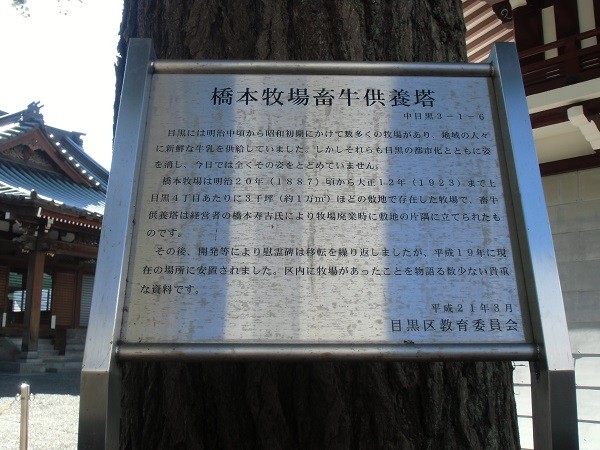 橋本牧場畜牛供養塔
中目黒3-1-6
目黒には明治中頃から昭和初期にかけて数多くの牧場があり、地域の人々
に新鮮な牛乳を供給していました。しかしそれらも目黒の都市化とともに姿
を消し、今日では全くその姿をとどめていません。
橋本牧場は明治20年（1887）頃から大正12年（1923）まで上
目黒4丁目あたりに3千坪（約1万㎡）ほどの敷地で存在した牧場で、畜牛
供養塔は経営者の橋本寿吉氏により牧場廃業時に敷地の片隅に立てられたも
のです。
その後、開発等により慰霊碑は移転を繰り返しましたが、平成19年に現
在の場所に安置されました。区内に牧場があったことを物語る数少ない貴重
な資料です。
平成21年3月
目黒区教育委員会